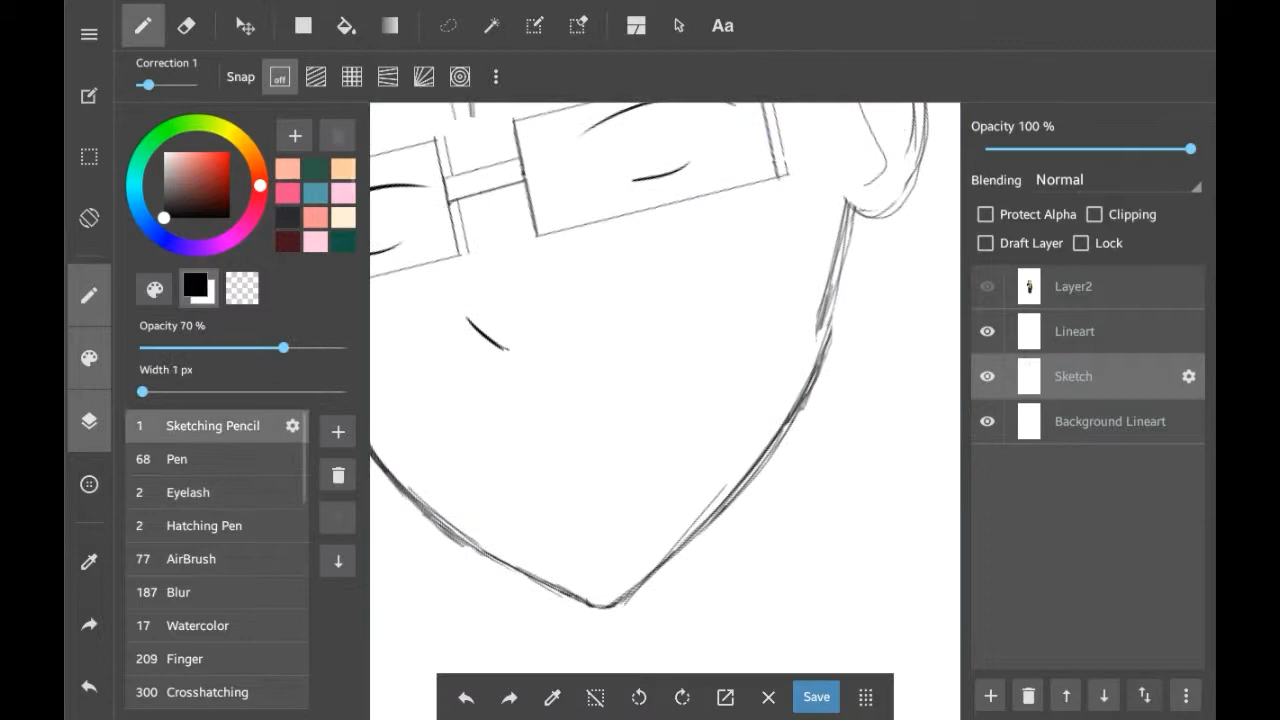 Aa
Correction 1
Snap
off
Opacity 70 %
Width 1 px
1 Sketching Pencil
68 Pen
2 Eyelash
2 Hatching Pen
77 AirBrush
187 Blur
17 Watercolor
209 Finger
300 Crosshatching
Save
Opacity 100 %
Blending Normal
Protect Alpha Clipping
Draft Layer Lock
Layer2
Lineart
Sketch
Background Lineart